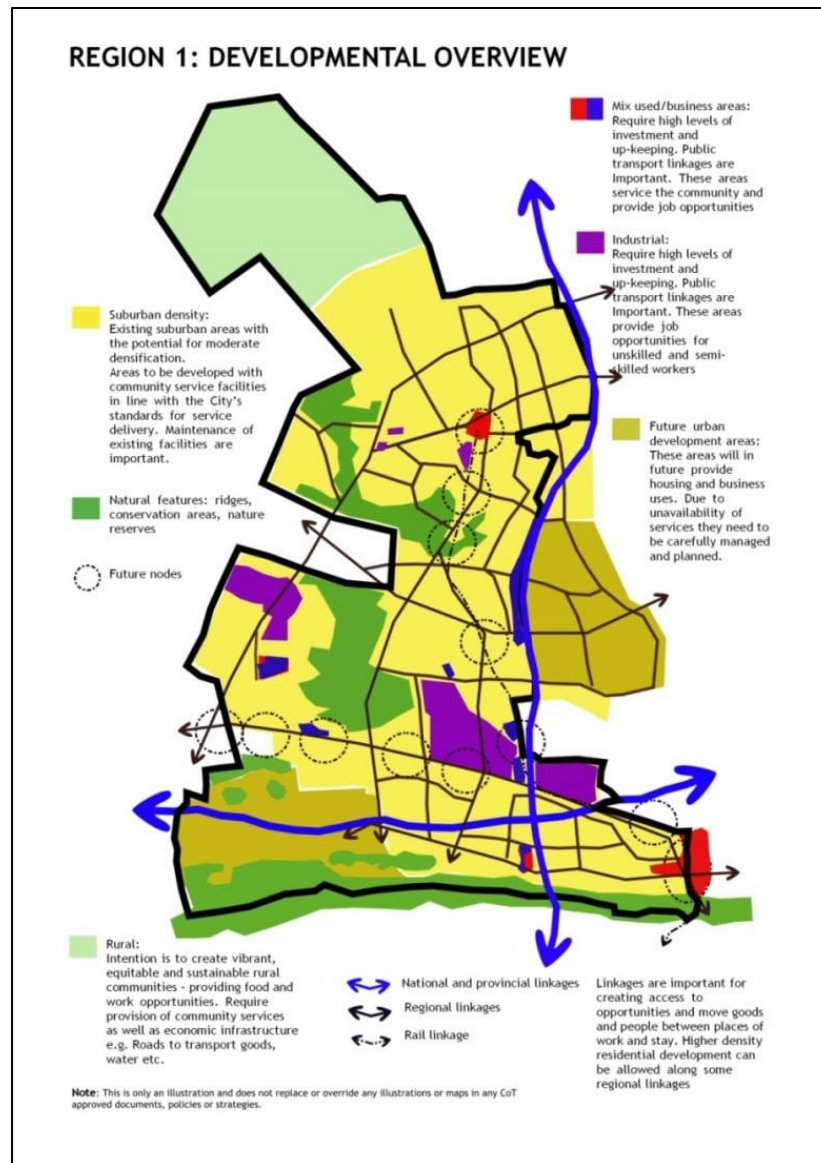 REGION 1: DEVELOPMENTAL OVERVIEW
Mix used/business areas:
Require high levels of
investment and
up-keeping. Public
transport linkages are
Important. These areas
service the community and
provide job opportunities
Industrial:
Require high levels of
investment and
up-keeping. Public
transport linkages are
Important. These areas
provide job
opportunities for
unskilled and semi-
skilled workers
Suburban density:
Existing suburban areas with
the potential for moderate
densification.
Areas to be developed with
community service facilities
in line with the City's
standards for service
delivery. Maintenance of
existing facilities are
important.
Future urban
development areas:
These areas will in
future provide
housing and business
uses. Due to
unavailability of
services they need to
be carefully managed
and planned.
Natural features: ridges,
conservation areas, nature
reserves
Future nodes
Rural:
Intention is to create vibrant,
equitable and sustainable rural
communities - providing food and
work opportunities. Require
provision of community services
as well as economic infrastructure
e.g. Roads to transport goods,
water etc.
National and provincial linkages
Regional linkages
Rail linkage
Linkages are important for
creating access to
opportunities and move goods
and people between places of
work and stay. Higher density
residential development can
be allowed along some
regional linkages
Note: This is only an illustration and does not replace or override any illustrations or maps in any CoT
approved documents, policies or strategies.